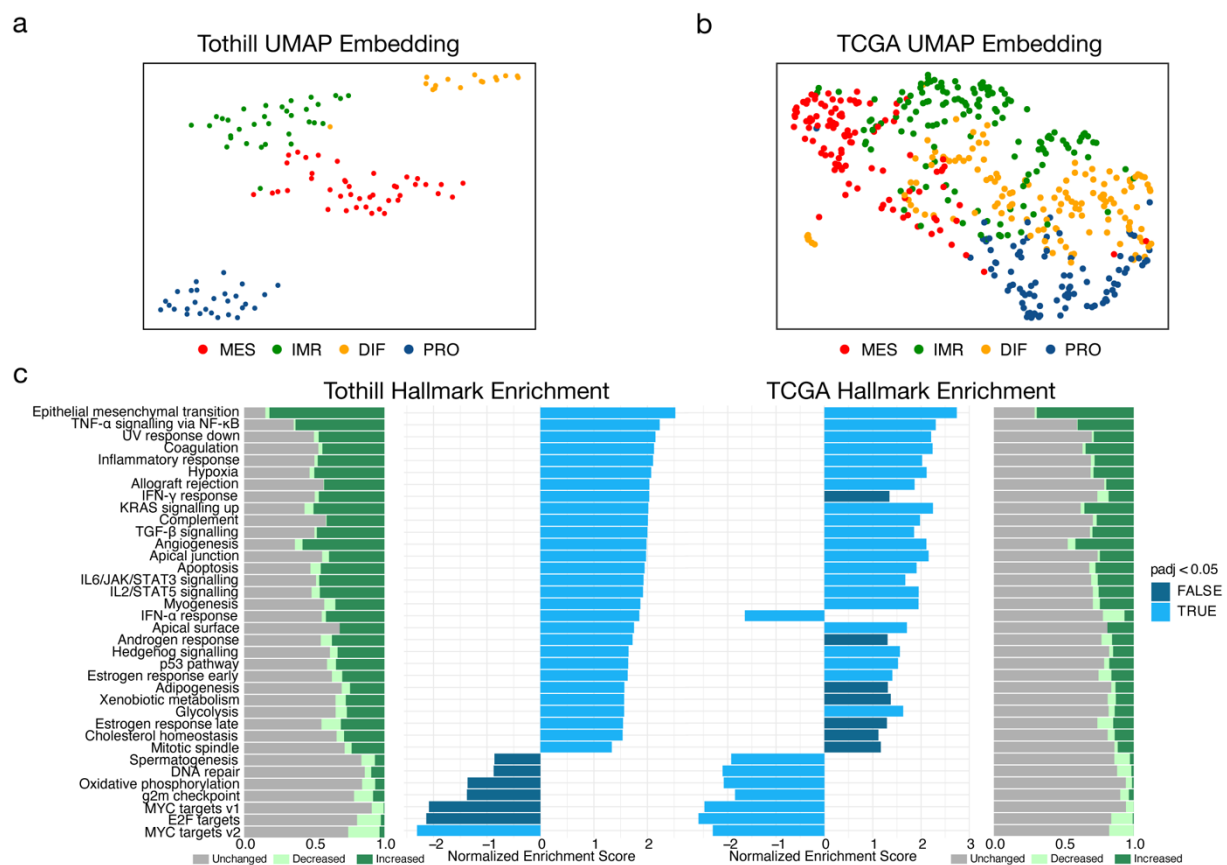 a
b
Tothill UMAP Embedding
TCGA UMAP Embedding
MES IMR DIF PRO
MES IMR DIF PRO
c
Tothill Hallmark Enrichment
TCGA Hallmark Enrichment
Epithelial mesenchymal transition
TNF-α signalling via NF-κB
UV response down
Coagulation
Inflammatory response
Hypoxia
Allograft rejection
IFN-γ response
KRAS signalling up
Complement
TGF-β signalling
Angiogenesis
Apical junction
Apoptosis
IL6/JAK/STAT3 signalling
IL2/STAT5 signalling
Myogenesis
IFN-α response
Apical surface
Androgen response
Hedgehog signalling
p53 pathway
Estrogen response early
Adipogenesis
Xenobiotic metabolism
Glycolysis
Estrogen response late
Cholesterol homeostasis
Mitotic spindle
Spermatogenesis
DNA repair
Oxidative phosphorylation
g2m checkpoint
MYC targets v1
E2F targets
MYC targets v2
padj < 0.05
FALSE
TRUE
0.0 0.5 1.0 −2 −1 0 1 2 −2 −1 0 1 2 3 0.0 0.5 1.0
Unchanged Decreased Increased Normalized Enrichment Score Normalized Enrichment Score Unchanged Decreased Increased